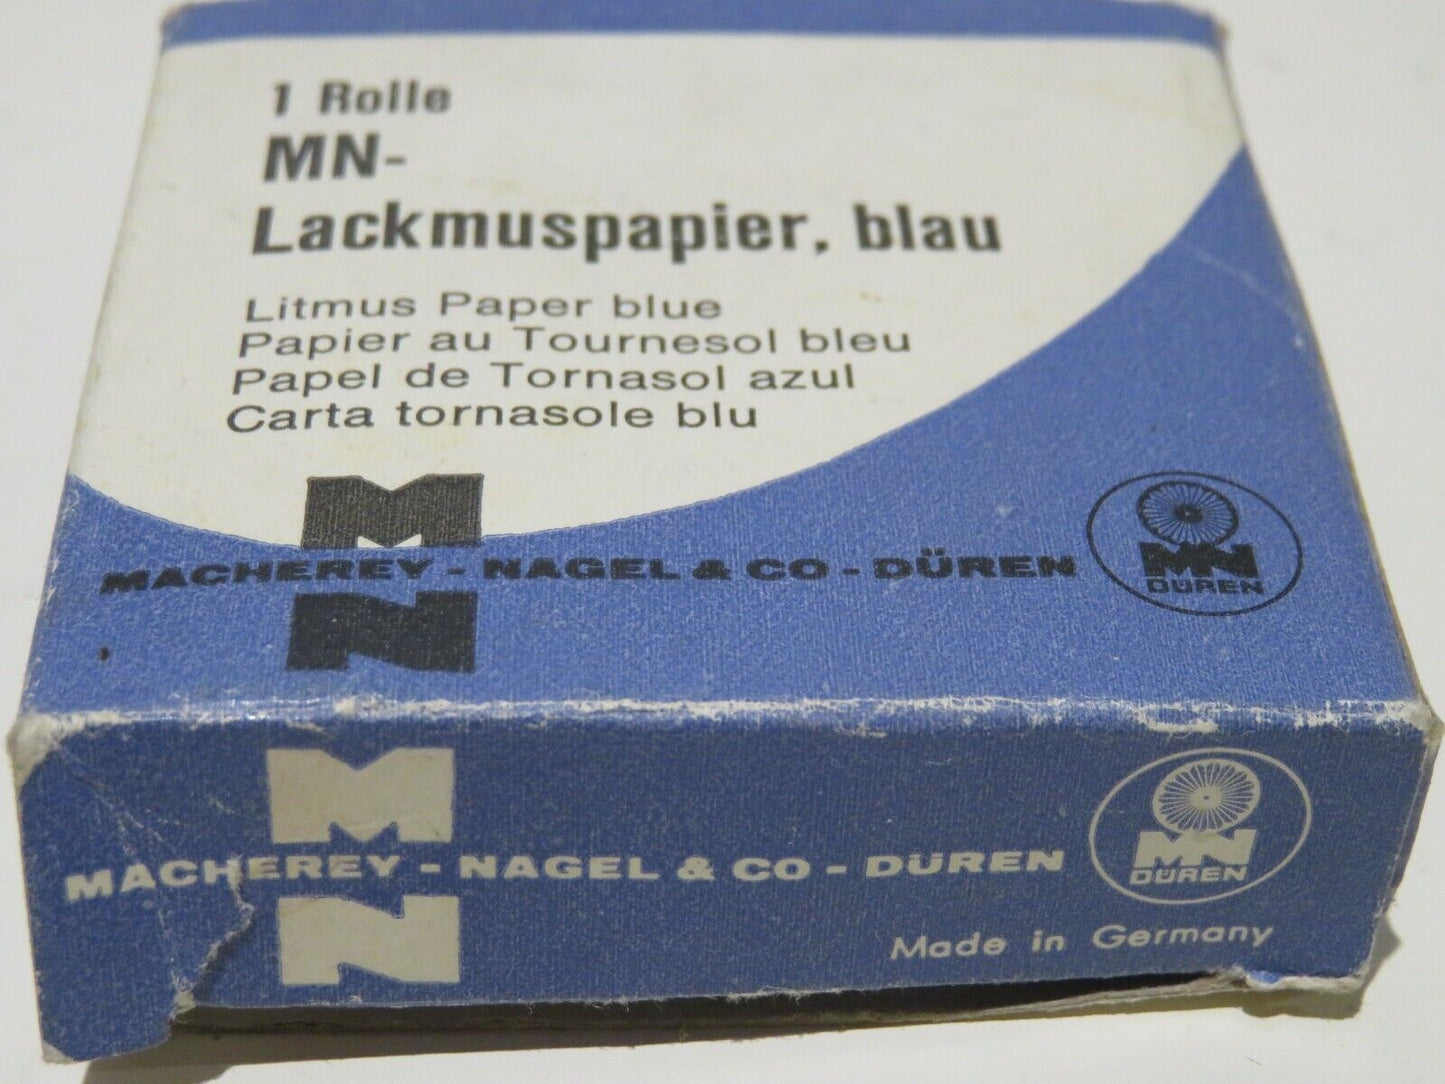 1 Rolle
MN-
Lackmuspapier, blau
Litmus Paper blue
Papier au Tournesol bleu
Papel de Tornasol azul
Carta tornasole blu
M
MACHEREY - NAGEL & CO - DÜREN
N
MN
DÜREN
M
MACHEREY - NAGEL & CO - DÜREN
N
MN
DÜREN
Made in Germany